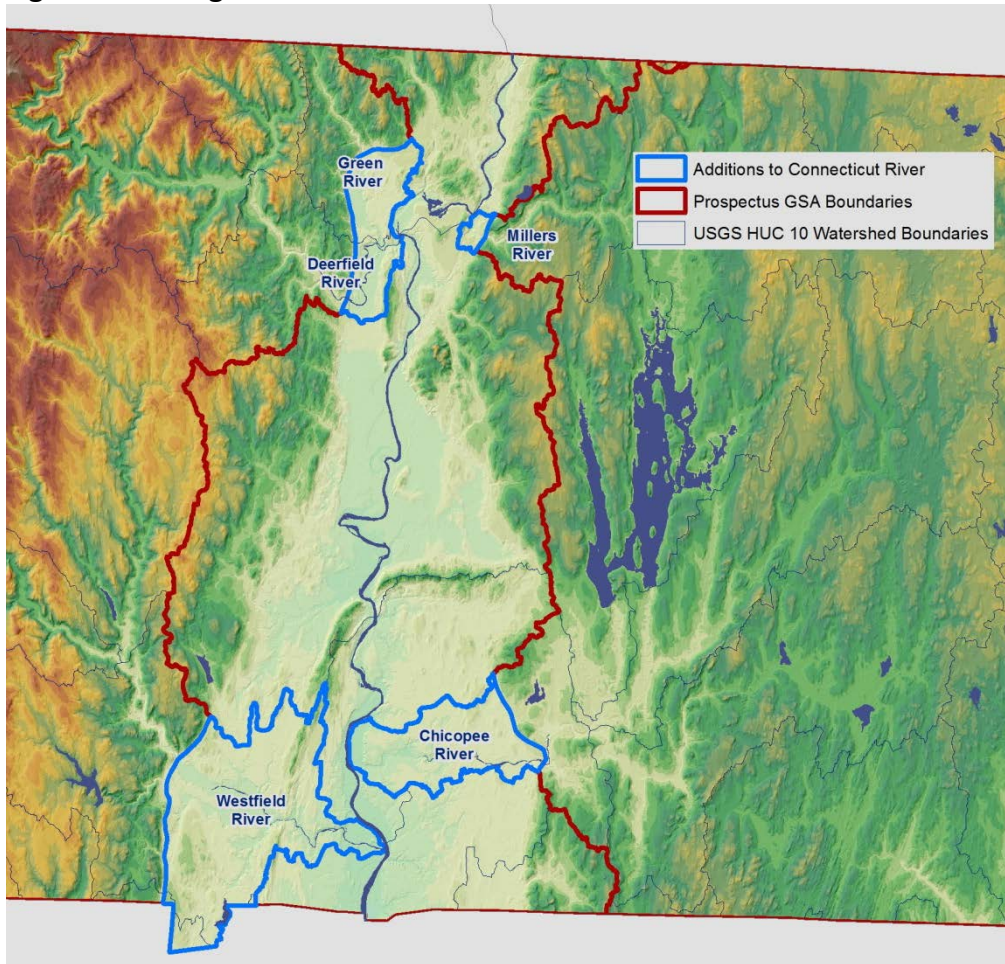 Green
River
Additions to Connecticut River
Prospectus GSA Boundaries
USGS HUC 10 Watershed Boundaries
Millers
River
Deerfield
River
Chicopee
River
Westfield
River